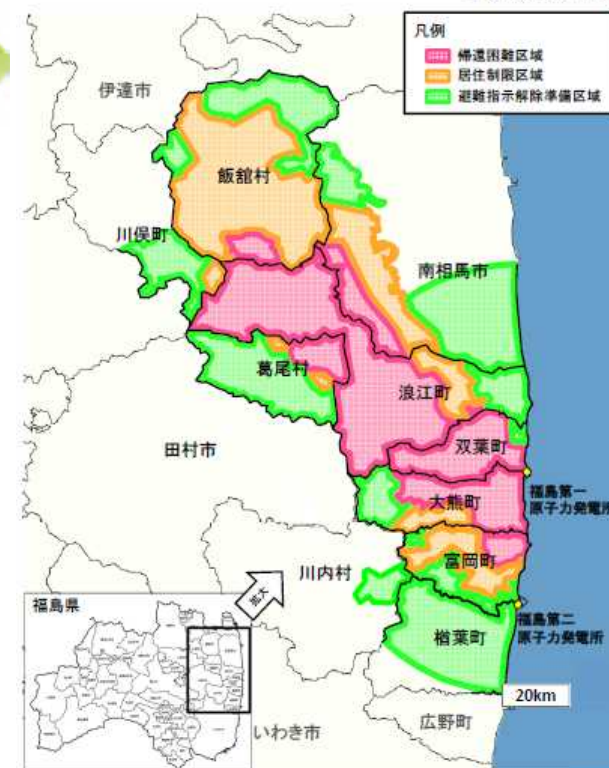 凡例
帰還困難区域
居住制限区域
避難指示解除準備区域
伊達市
飯舘村
川俣町
南相馬市
葛尾村
浪江町
田村市
双葉町
大熊町
福島第一
原子力発電所
富岡町
川内村
福島第二
原子力発電所
楢葉町
20km
広野町
いわき市
福島県
拡大